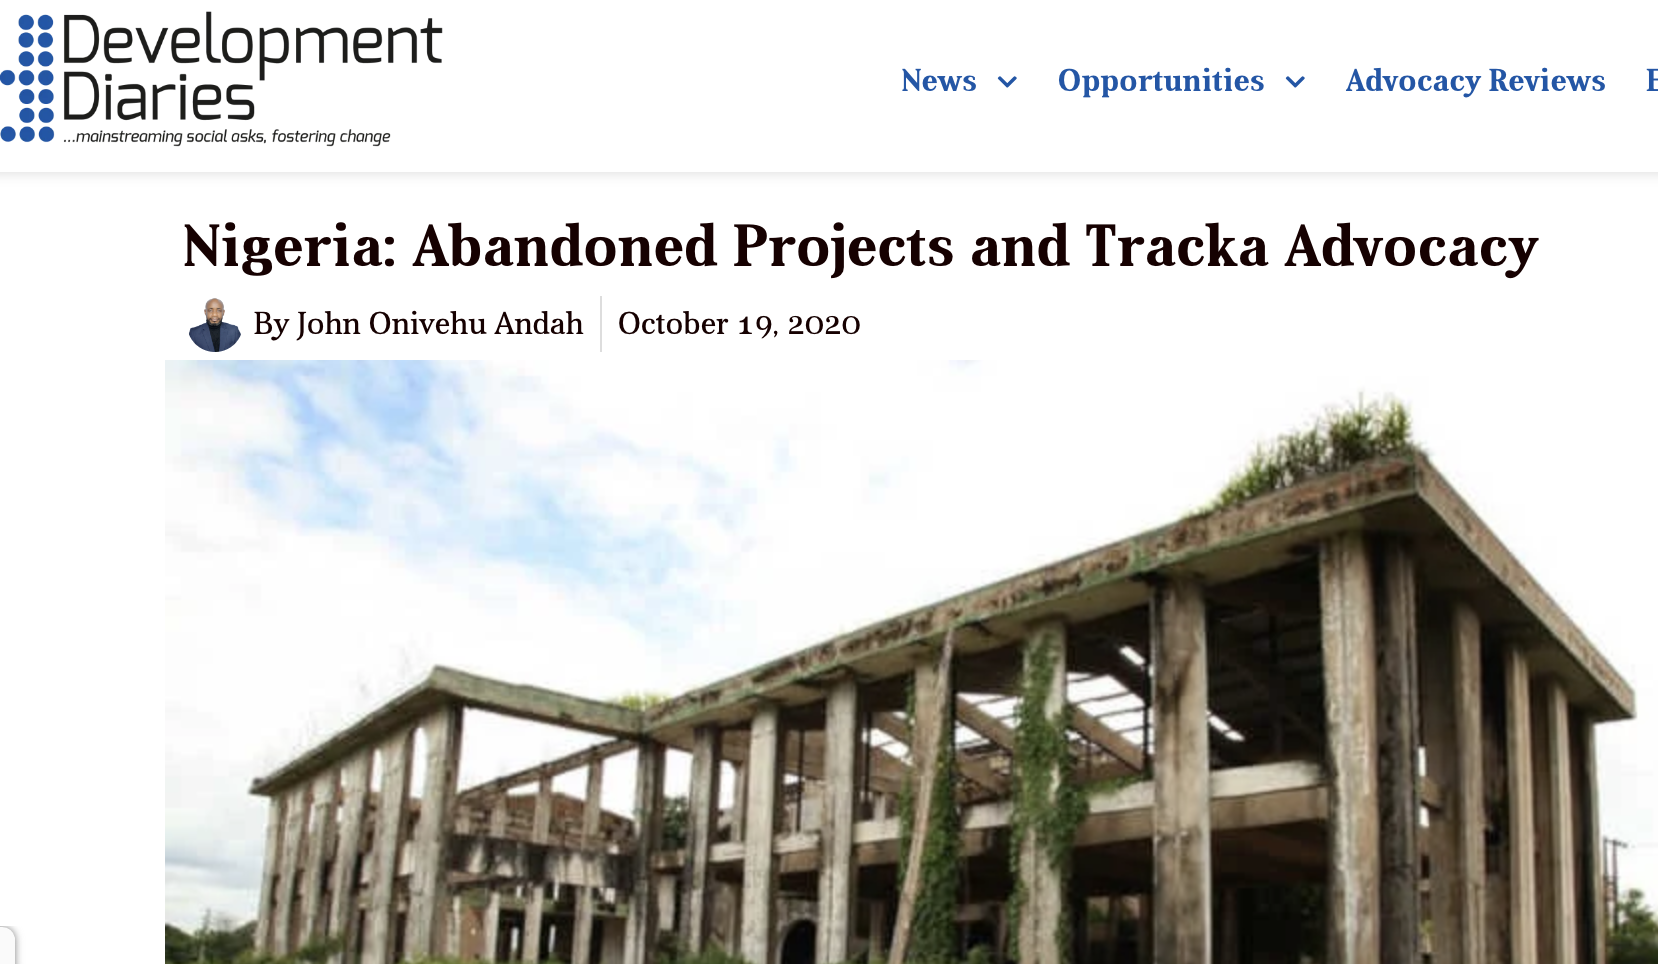 Development
Diaries
...mainstreaming social asks, fostering change
News
Opportunities
Advocacy Reviews
Nigeria: Abandoned Projects and Tracka Advocacy
By John Onivehu Andah
October 19, 2020